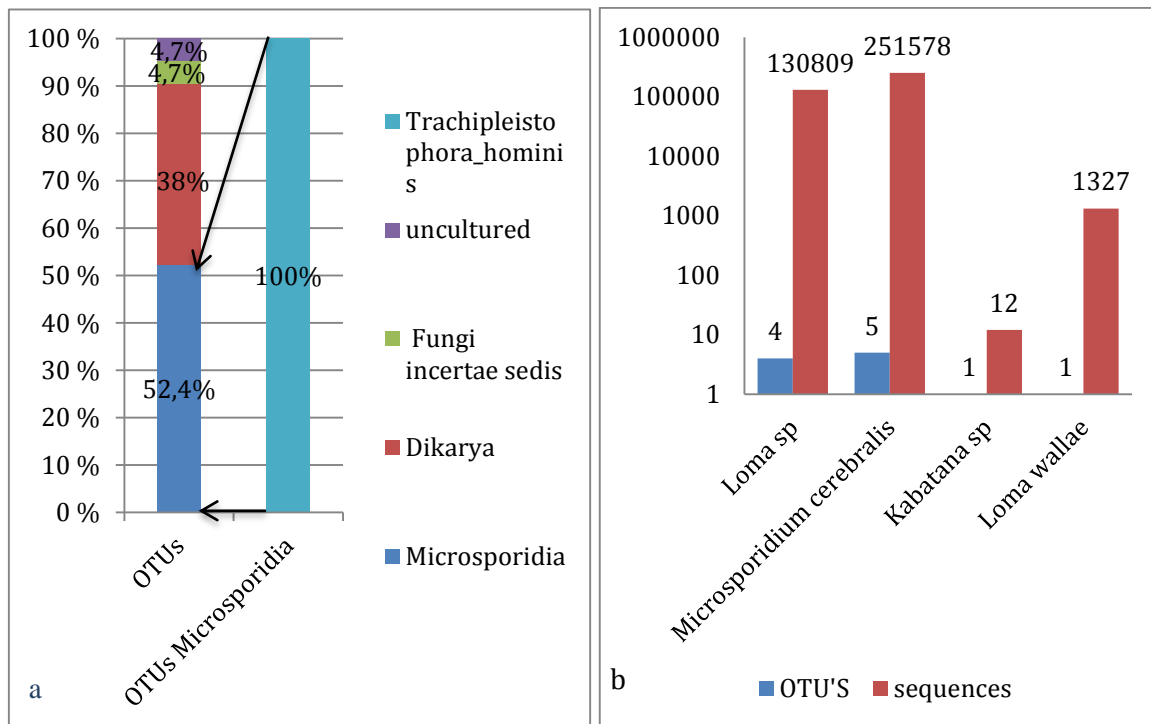 100 %
90 %
80 %
70 %
60 %
50 %
40 %
30 %
20 %
10 %
0 %
4,7%
4,7%
38%
52,4%
100%
OTUs
OTUs Microsporidia
Trachipleisto
phora_homini
s
uncultured
Fungi
incertae sedis
Dikarya
Microsporidia
a
1000000
100000
10000
1000
100
10
1
130809
251578
12
1327
4
5
1
1
Loma sp
Microsporidium cerebralis
Kabatana sp
Loma wallae
OTU'S
sequences
b